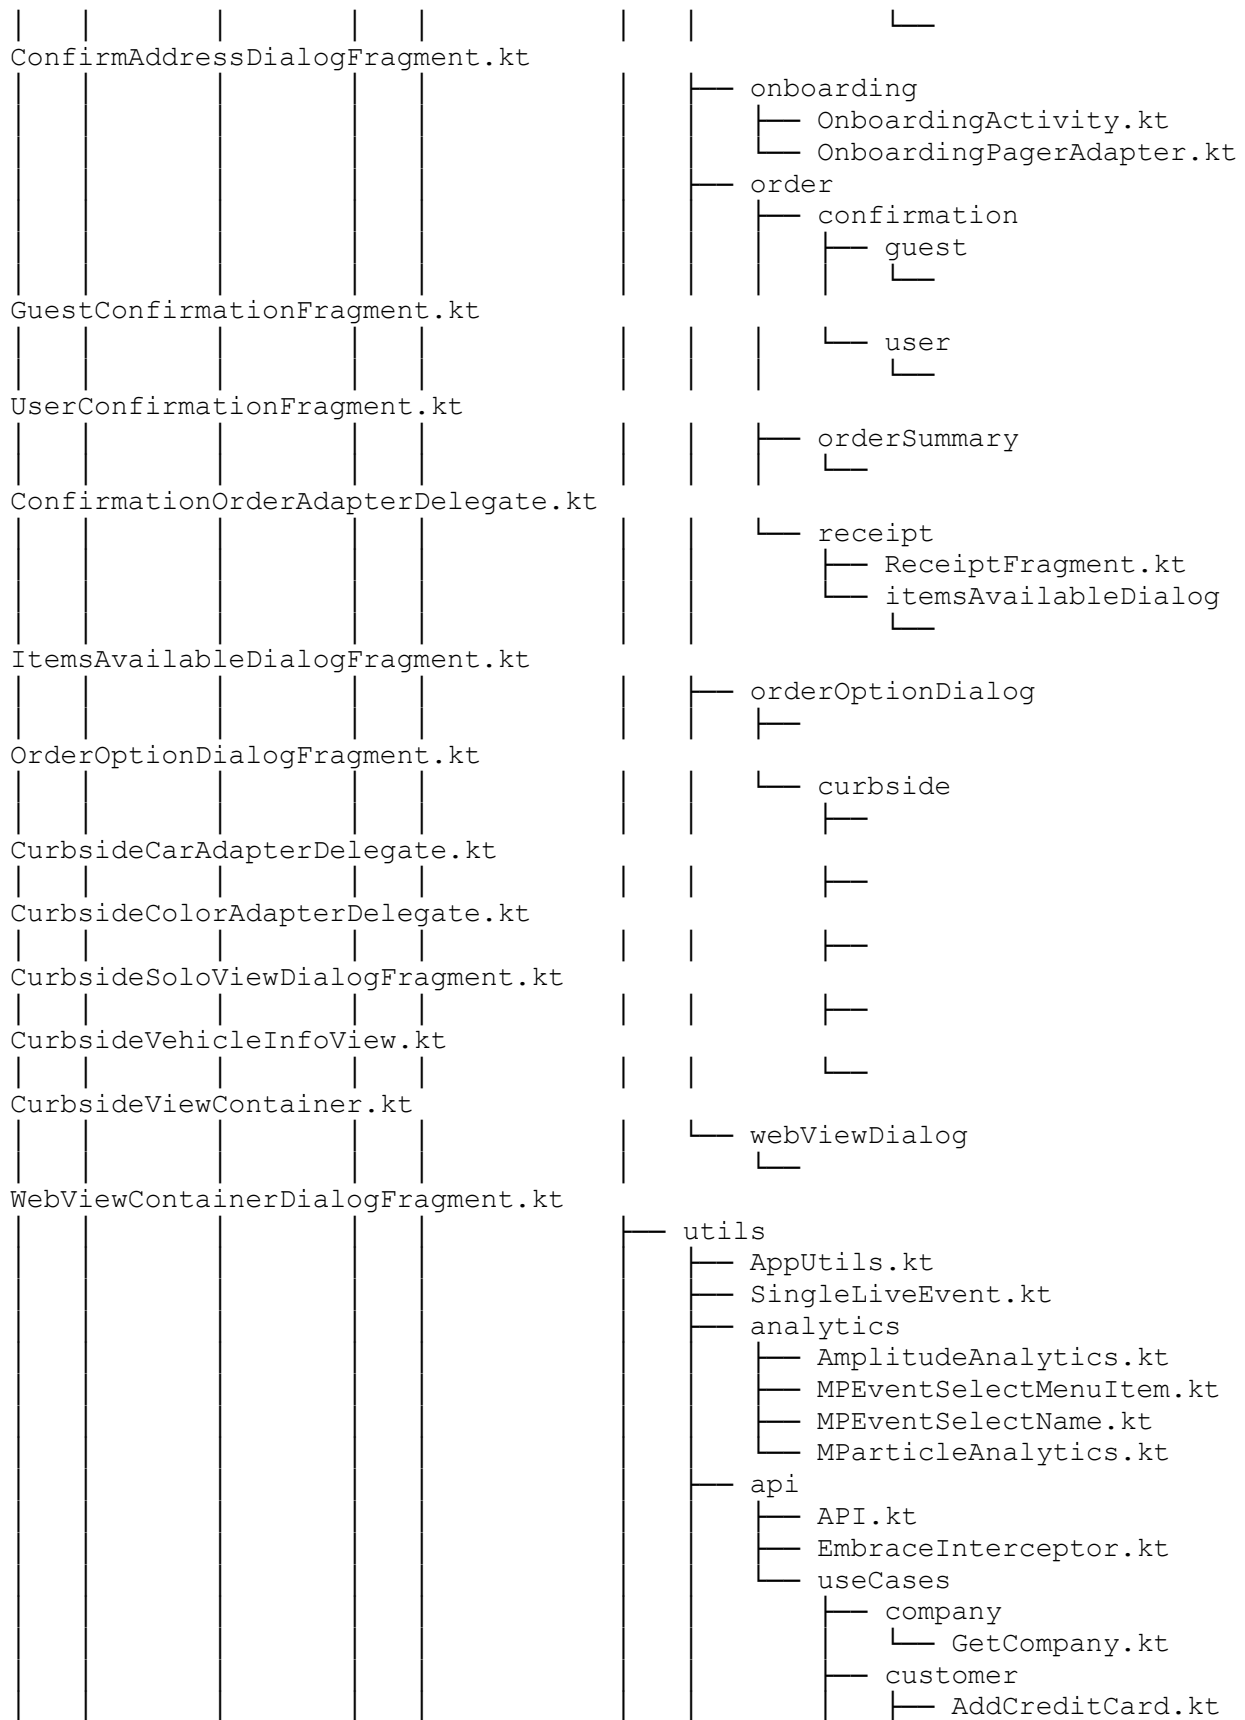 │   │       │       │   │           │   │           └──
ConfirmAddressDialogFragment.kt
│   │       │       │   │           │   ├── onboarding
│   │       │       │   │           │   │   ├── OnboardingActivity.kt
│   │       │       │   │           │   │   └── OnboardingPagerAdapter.kt
│   │       │       │   │           │   ├── order
│   │       │       │   │           │   │   ├── confirmation
│   │       │       │   │           │   │   │   ├── guest
│   │       │       │   │           │   │   │   │   └──
GuestConfirmationFragment.kt
│   │       │       │   │           │   │   │   └── user
│   │       │       │   │           │   │   │       └──
UserConfirmationFragment.kt
│   │       │       │   │           │   │   ├── orderSummary
│   │       │       │   │           │   │   │   └──
ConfirmationOrderAdapterDelegate.kt
│   │       │       │   │           │   │   └── receipt
│   │       │       │   │           │   │       ├── ReceiptFragment.kt
│   │       │       │   │           │   │       └── itemsAvailableDialog
│   │       │       │   │           │   │           └──
ItemsAvailableDialogFragment.kt
│   │       │       │   │           │   ├── orderOptionDialog
│   │       │       │   │           │   │   ├──
OrderOptionDialogFragment.kt
│   │       │       │   │           │   │   └── curbside
│   │       │       │   │           │   │       ├──
CurbsideCarAdapterDelegate.kt
│   │       │       │   │           │   │       ├──
CurbsideColorAdapterDelegate.kt
│   │       │       │   │           │   │       ├──
CurbsideSoloViewDialogFragment.kt
│   │       │       │   │           │   │       ├──
CurbsideVehicleInfoView.kt
│   │       │       │   │           │   │       └──
CurbsideViewContainer.kt
│   │       │       │   │           │   └── webViewDialog
│   │       │       │   │           │       └──
WebViewContainerDialogFragment.kt
│   │       │       │   │           ├── utils
│   │       │       │   │           │   ├── AppUtils.kt
│   │       │       │   │           │   ├── SingleLiveEvent.kt
│   │       │       │   │           │   ├── analytics
│   │       │       │   │           │   │   ├── AmplitudeAnalytics.kt
│   │       │       │   │           │   │   ├── MPEventSelectMenuItem.kt
│   │       │       │   │           │   │   ├── MPEventSelectName.kt
│   │       │       │   │           │   │   └── MParticleAnalytics.kt
│   │       │       │   │           │   ├── api
│   │       │       │   │           │   │   ├── API.kt
│   │       │       │   │           │   │   ├── EmbraceInterceptor.kt
│   │       │       │   │           │   │   └── useCases
│   │       │       │   │           │   │       ├── company
│   │       │       │   │           │   │       │   └── GetCompany.kt
│   │       │       │   │           │   │       ├── customer
│   │       │       │   │           │   │       │   ├── AddCreditCard.kt